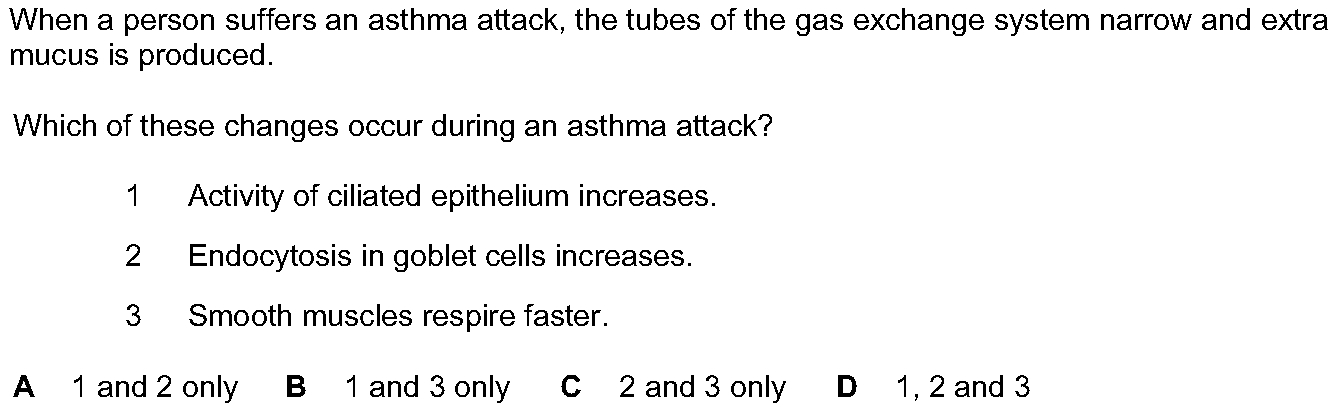 When a person suffers an asthma attack, the tubes of the gas exchange system narrow and extra
mucus is produced.
Which of these changes occur during an asthma attack?
1 Activity of ciliated epithelium increases.
2 Endocytosis in goblet cells increases.
3 Smooth muscles respire faster.
A 1 and 2 only B 1 and 3 only C 2 and 3 only D 1, 2 and 3